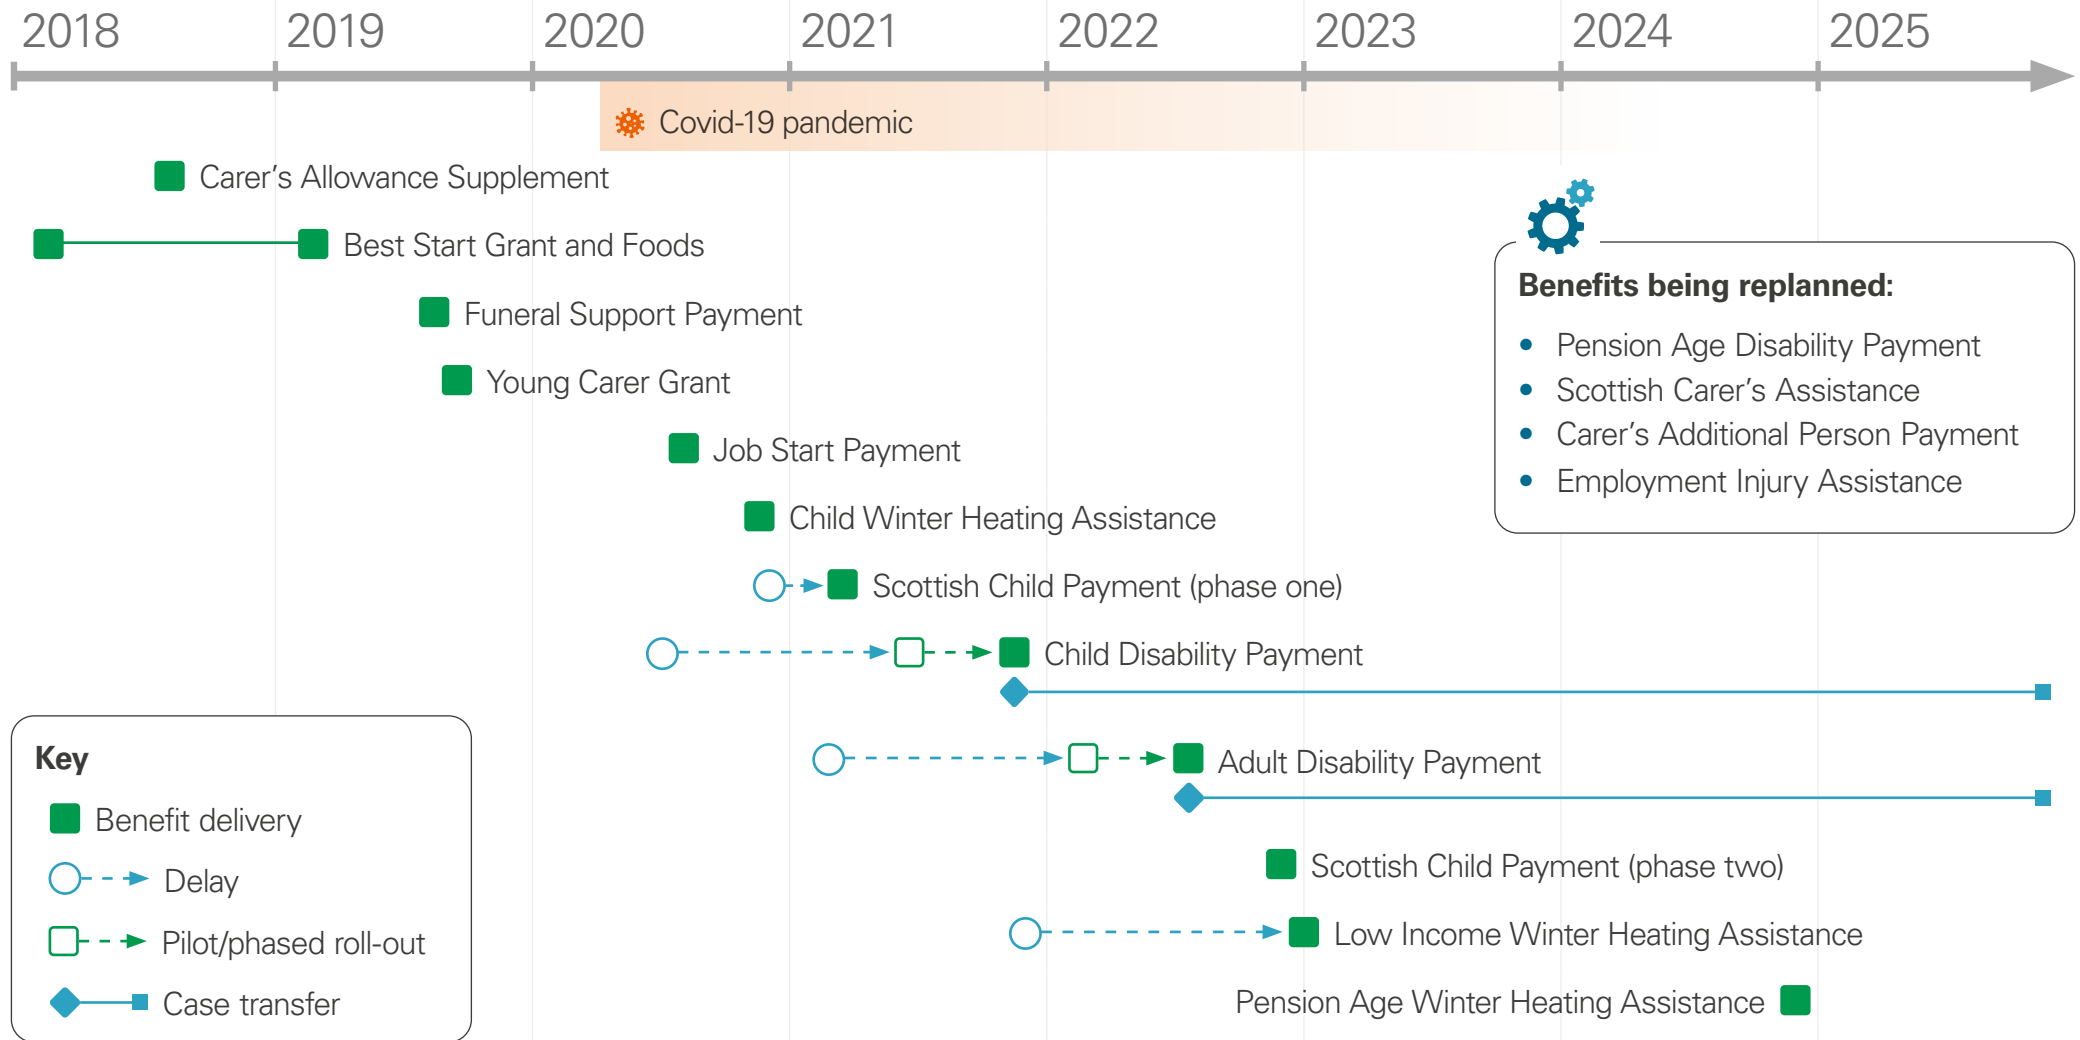 2018 2019 2020 2021 2022 2023 2024 2025
Covid-19 pandemic
Carer’s Allowance Supplement
Best Start Grant and Foods
Funeral Support Payment
Young Carer Grant
Job Start Payment
Child Winter Heating Assistance
Scottish Child Payment (phase one)
Child Disability Payment
Adult Disability Payment
Scottish Child Payment (phase two)
Low Income Winter Heating Assistance
Pension Age Winter Heating Assistance
Benefits being replanned:
• Pension Age Disability Payment
• Scottish Carer’s Assistance
• Carer’s Additional Person Payment
• Employment Injury Assistance
Key
Benefit delivery
Delay
Pilot/phased roll-out
Case transfer